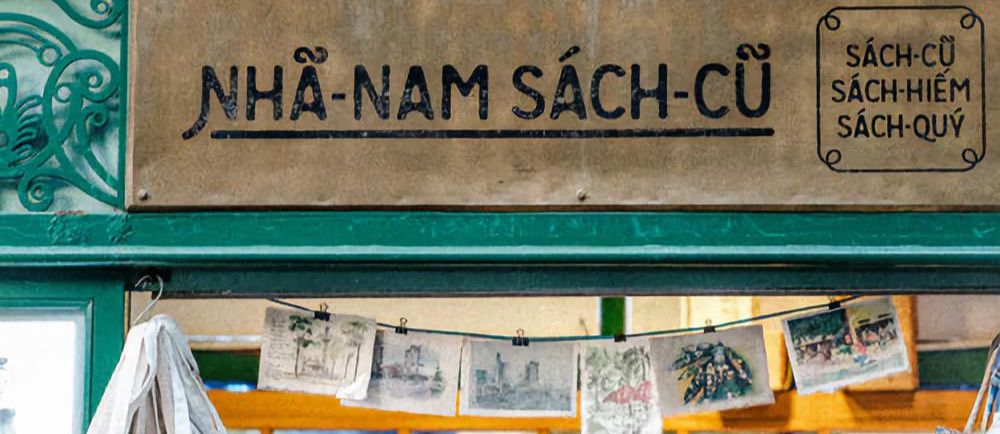 NHÃ-NAM SÁCH-CŨ
SÁCH-CŨ
SÁCH-HIẾM
SÁCH-QUÝ